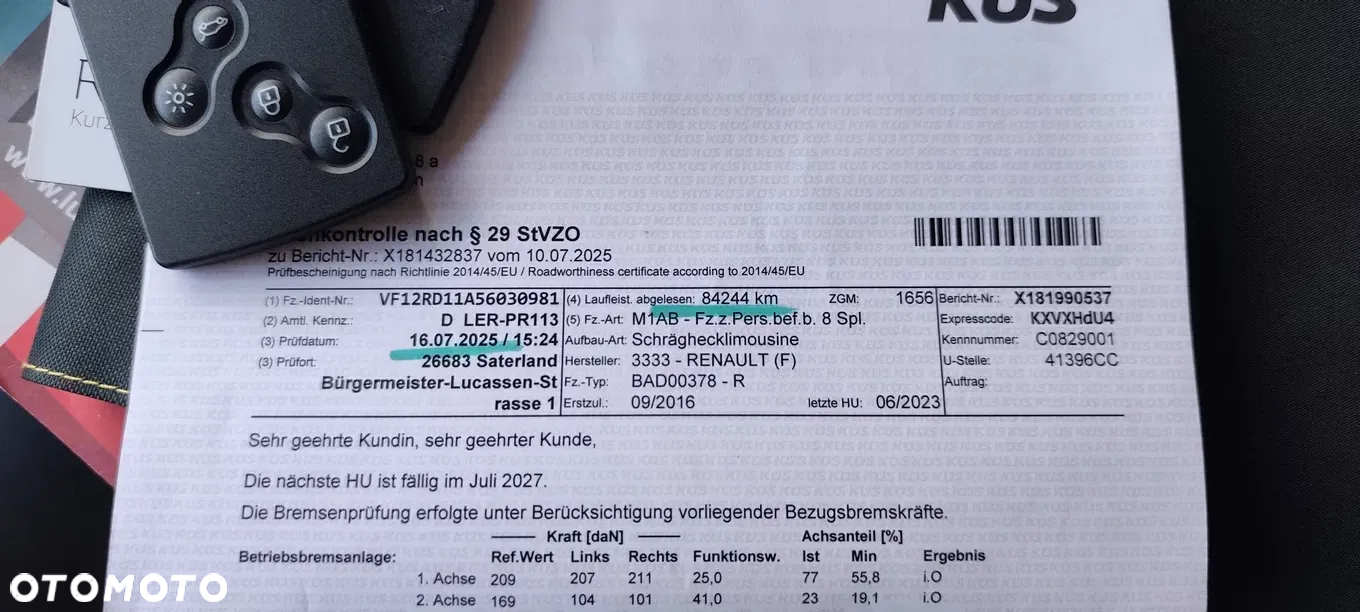 KÜS
R
Kurz
www.lu
8 a
n
nkontrolle nach § 29 StVZO
zu Bericht-Nr.: X181432837 vom 10.07.2025
Prüfbescheinigung nach Richtlinie 2014/45/EU / Roadworthiness certificate according to 2014/45/EU
(1) Fz.-Ident-Nr.: VF12RD11A56030981 (4) Laufleist. abgelesen: 84244 km ZGM: 1656 Bericht-Nr.: X181990537
(2) Amtl. Kennz.: D LER-PR113 (5) Fz.-Art: M1AB - Fz.z.Pers.bef.b. 8 Spl. Expresscode: KXVXHdU4
(3) Prüfdatum: 16.07.2025 / 15:24 Aufbau-Art: Schräghecklimousine Kennnummer: C0829001
(3) Prüfort: 26683 Saterland Hersteller: 3333 - RENAULT (F) U-Stelle: 41396CC
Bürgermeister-Lucassen-St Fz.-Typ: BAD00378 - R Auftrag:
rasse 1 Erstzul.: 09/2016 letzte HU: 06/2023
Sehr geehrte Kundin, sehr geehrter Kunde,
Die nächste HU ist fällig im Juli 2027.
Die Bremsenprüfung erfolgte unter Berücksichtigung vorliegender Bezugsbremskräfte.
Kraft [daN] Achsanteil [%]
Betriebsbremsanlage: Ref.Wert Links Rechts Funktionsw. Ist Min Ergebnis
1. Achse 209 207 211 25,0 77 55,8 i.O
2. Achse 169 104 101 41,0 23 19,1 i.O
OTOMOTO